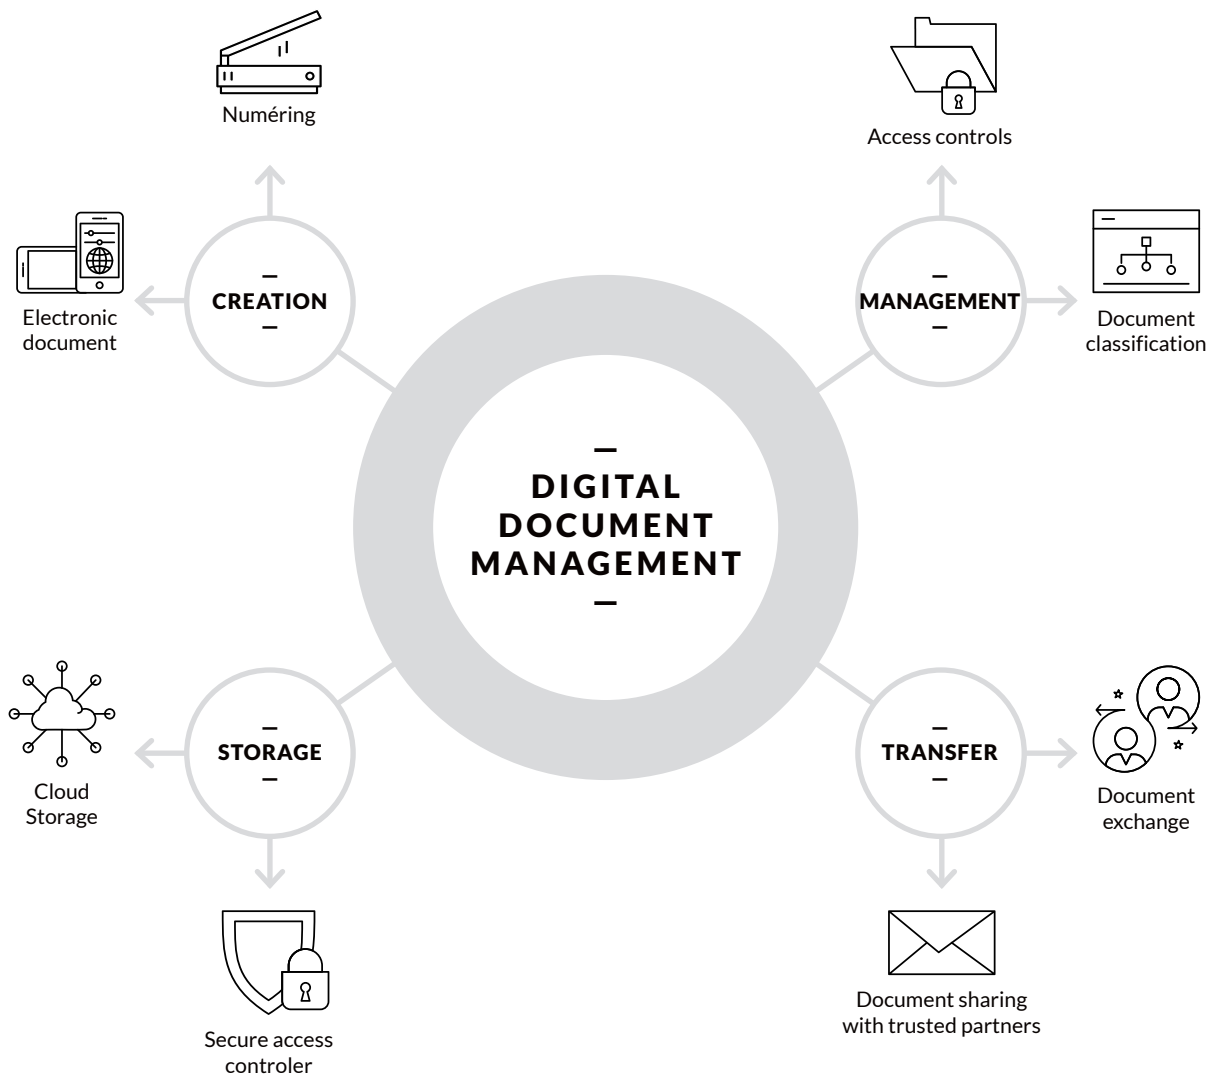 Numéring
Access controls
Electronic
document
CREATION
MANAGEMENT
Document
classification
DIGITAL
DOCUMENT
MANAGEMENT
Cloud
Storage
STORAGE
TRANSFER
Document
exchange
Secure access
controler
Document sharing
with trusted partners